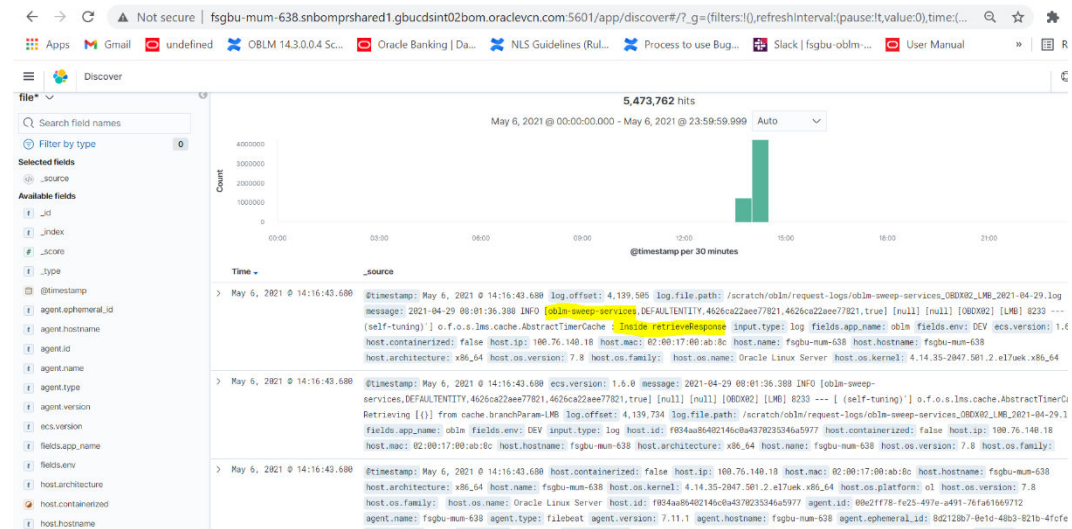 Not secure | fsgbu-mum-638.snbomprshared1.gbucdsint02bom.oraclevcn.com:5601/app/discover#/?_g=(filters:!(),refreshInterval:(pause:!t,value:0),time:(...
Apps Gmail undefined OBLM 14.3.0.0.4 Sc... Oracle Banking | Da... NLS Guidelines (Rul... Process to use Bug... Slack | fsgbu-oblm-... User Manual » R
Discover
file*
5,473,762 hits
Search field names
May 6, 2021 @ 00:00:00.000 - May 6, 2021 @ 23:59:59.999 Auto
Filter by type 0
Selected fields
_source
Available fields
_id
_index
_score
_type
@timestamp
agent.ephemeral_id
agent.hostname
agent.id
agent.name
agent.type
agent.version
ecs.version
fields.app_name
fields.env
host.architecture
host.containerized
host.hostname
Count
4000000
3000000
2000000
1000000
0
00:00 03:00 06:00 09:00 12:00 15:00 18:00 21:00
@timestamp per 30 minutes
Time _source
> May 6, 2021 @ 14:16:43.680 @timestamp: May 6, 2021 @ 14:16:43.680 log.offset: 4,139,505 log.file.path: /scratch/oblm/request-logs/oblm-sweep-services_OBDX02_LMB_2021-04-29.log
message: 2021-04-29 08:01:36.388 INFO [oblm-sweep-services,DEFAULTENTITY,4626ca22aee77821,4626ca22aee77821,true] [null] [null] [OBDX02] [LMB] 8233 ---
(self-tuning)'] o.f.o.s.lms.cache.AbstractTimerCache : Inside retrieveResponse input.type: log fields.app_name: oblm fields.env: DEV ecs.version: 1.6
host.containerized: false host.ip: 100.76.140.18 host.mac: 02:00:17:00:ab:8c host.name: fsgbu-mum-638 host.hostname: fsgbu-mum-638
host.architecture: x86_64 host.os.version: 7.8 host.os.family: host.os.name: Oracle Linux Server host.os.kernel: 4.14.35-2047.501.2.el7uek.x86_64
> May 6, 2021 @ 14:16:43.680 @timestamp: May 6, 2021 @ 14:16:43.680 ecs.version: 1.6.0 message: 2021-04-29 08:01:36.388 INFO [oblm-sweep-
services,DEFAULTENTITY,4626ca22aee77821,4626ca22aee77821,true] [null] [null] [OBDX02] [LMB] 8233 --- [ (self-tuning)'] o.f.o.s.lms.cache.AbstractTimerCa
Retrieving [{}] from cache.branchParam-LMB log.offset: 4,139,734 log.file.path: /scratch/oblm/request-logs/oblm-sweep-services_OBDX02_LMB_2021-04-29.l
fields.app_name: oblm fields.env: DEV input.type: log host.id: f034aa86402146c0a4370235346a5977 host.containerized: false host.ip: 100.76.140.18
host.mac: 02:00:17:00:ab:8c host.hostname: fsgbu-mum-638 host.architecture: x86_64 host.name: fsgbu-mum-638 host.os.version: 7.8 host.os.family:
> May 6, 2021 @ 14:16:43.680 @timestamp: May 6, 2021 @ 14:16:43.680 host.containerized: false host.ip: 100.76.140.18 host.mac: 02:00:17:00:ab:8c host.hostname: fsgbu-mum-638
host.architecture: x86_64 host.name: fsgbu-mum-638 host.os.kernel: 4.14.35-2047.501.2.el7uek.x86_64 host.os.platform: ol host.os.version: 7.8
host.os.family: host.os.name: Oracle Linux Server host.id: f034aa86402146c0a4370235346a5977 agent.id: 00e2ff78-fe25-497e-a491-76fa61669712
agent.name: fsgbu-mum-638 agent.type: filebeat agent.version: 7.11.1 agent.hostname: fsgbu-mum-638 agent.ephemeral_id: 8d2128b7-0e1d-48b3-821b-4fcfe